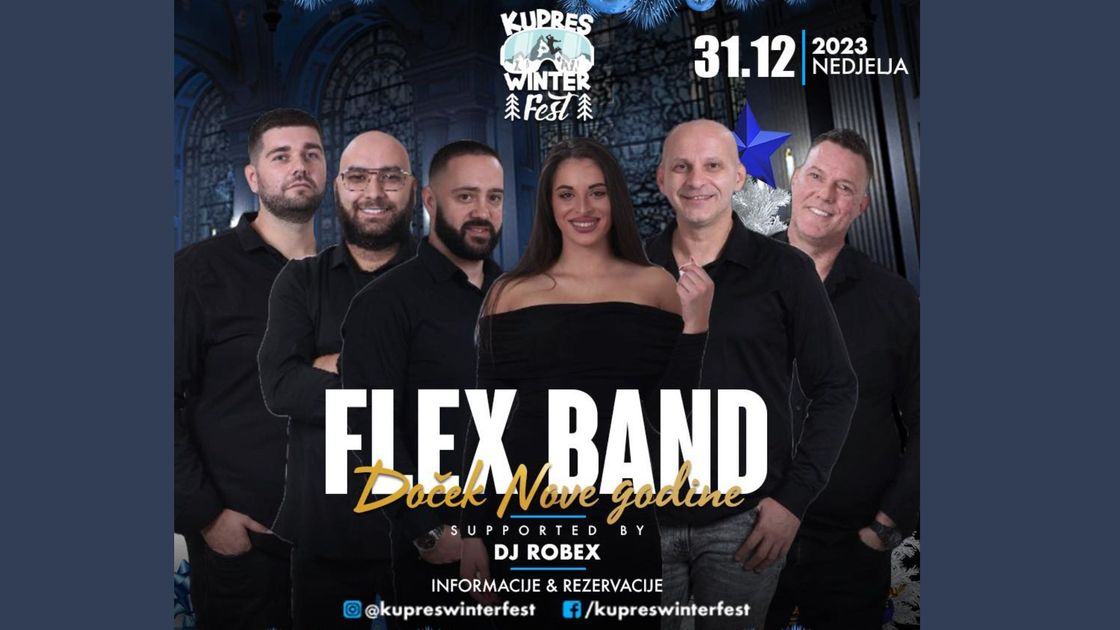 KUPRES
WINTER
Fest
31.12
2023
NEDJELJA
FLEX BAND
Doček Nove godine
SUPPORTED BY
DJ ROBEX
INFORMACIJE & REZERVACIJE
@kupreswinterfest /kupreswinterfest